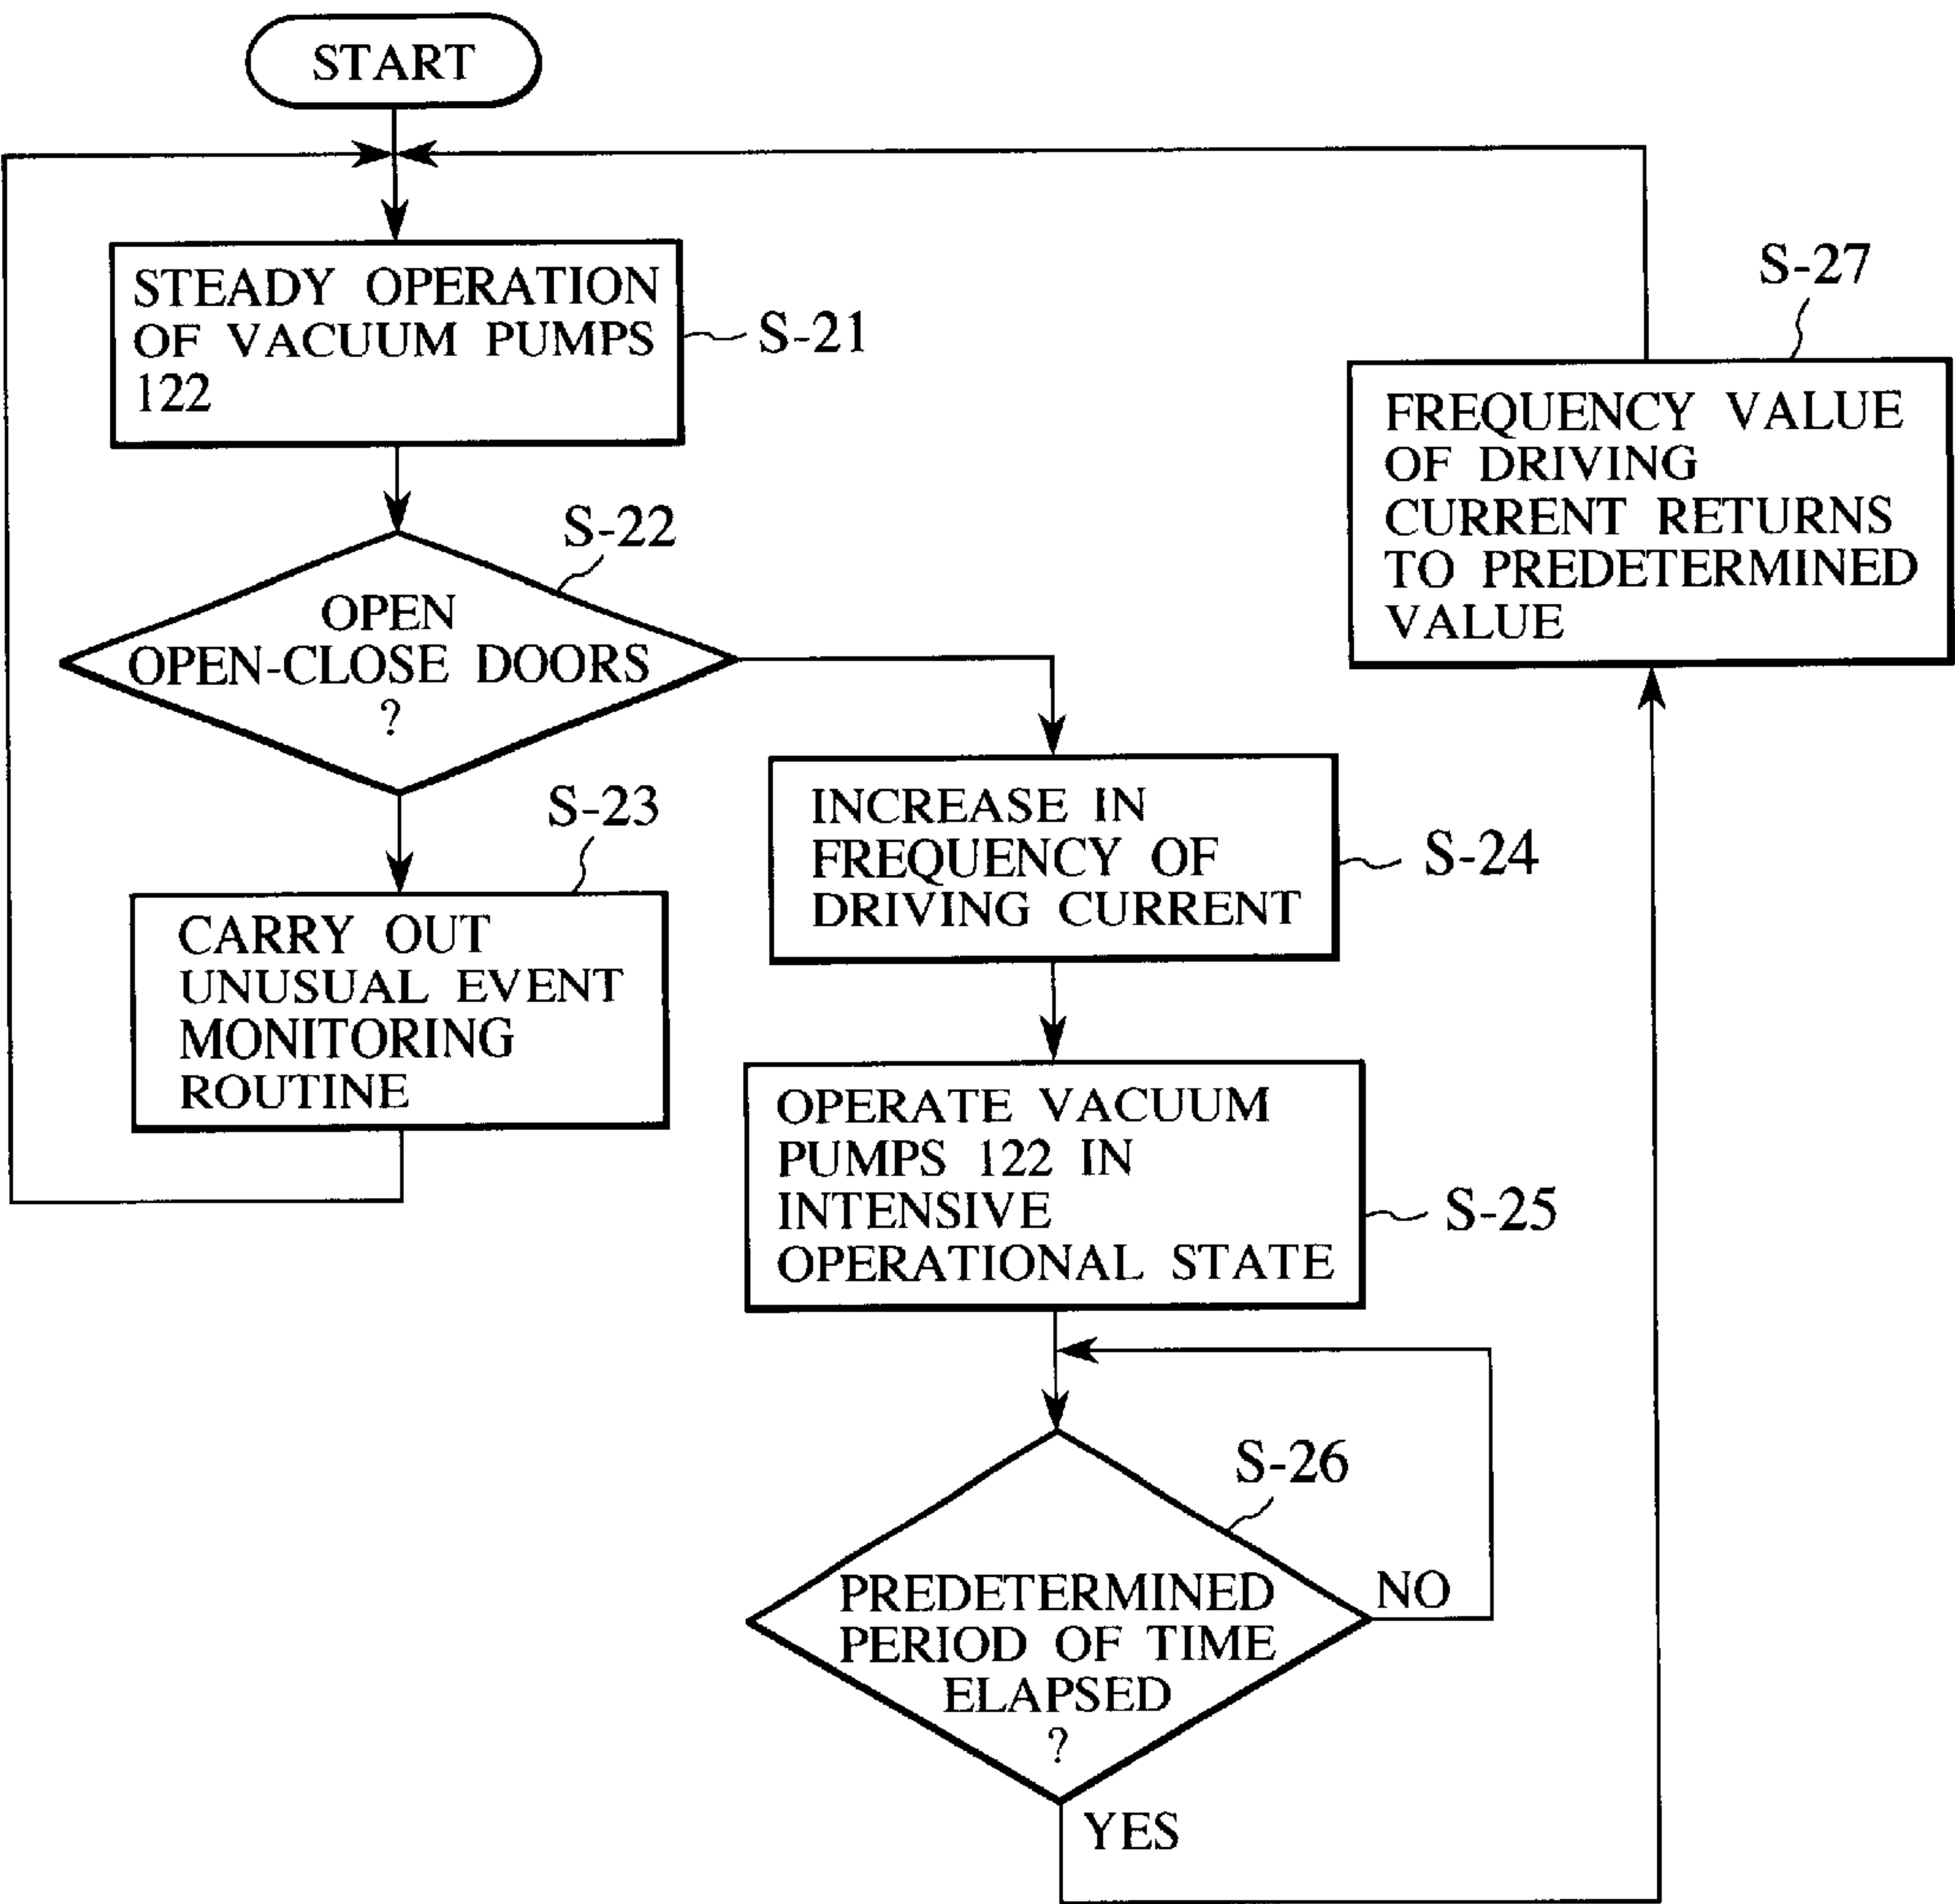 START
STEADY OPERATION
OF VACUUM PUMPS
122
S-21
OPEN
OPEN-CLOSE DOORS
?
S-22
CARRY OUT
UNUSUAL EVENT
MONITORING
ROUTINE
S-23
INCREASE IN
FREQUENCY OF
DRIVING CURRENT
S-24
OPERATE VACUUM
PUMPS 122 IN
INTENSIVE
OPERATIONAL STATE
S-25
S-26
PREDETERMINED
PERIOD OF TIME
ELAPSED
?
NO
YES
S-27
FREQUENCY VALUE
OF DRIVING
CURRENT RETURNS
TO PREDETERMINED
VALUE